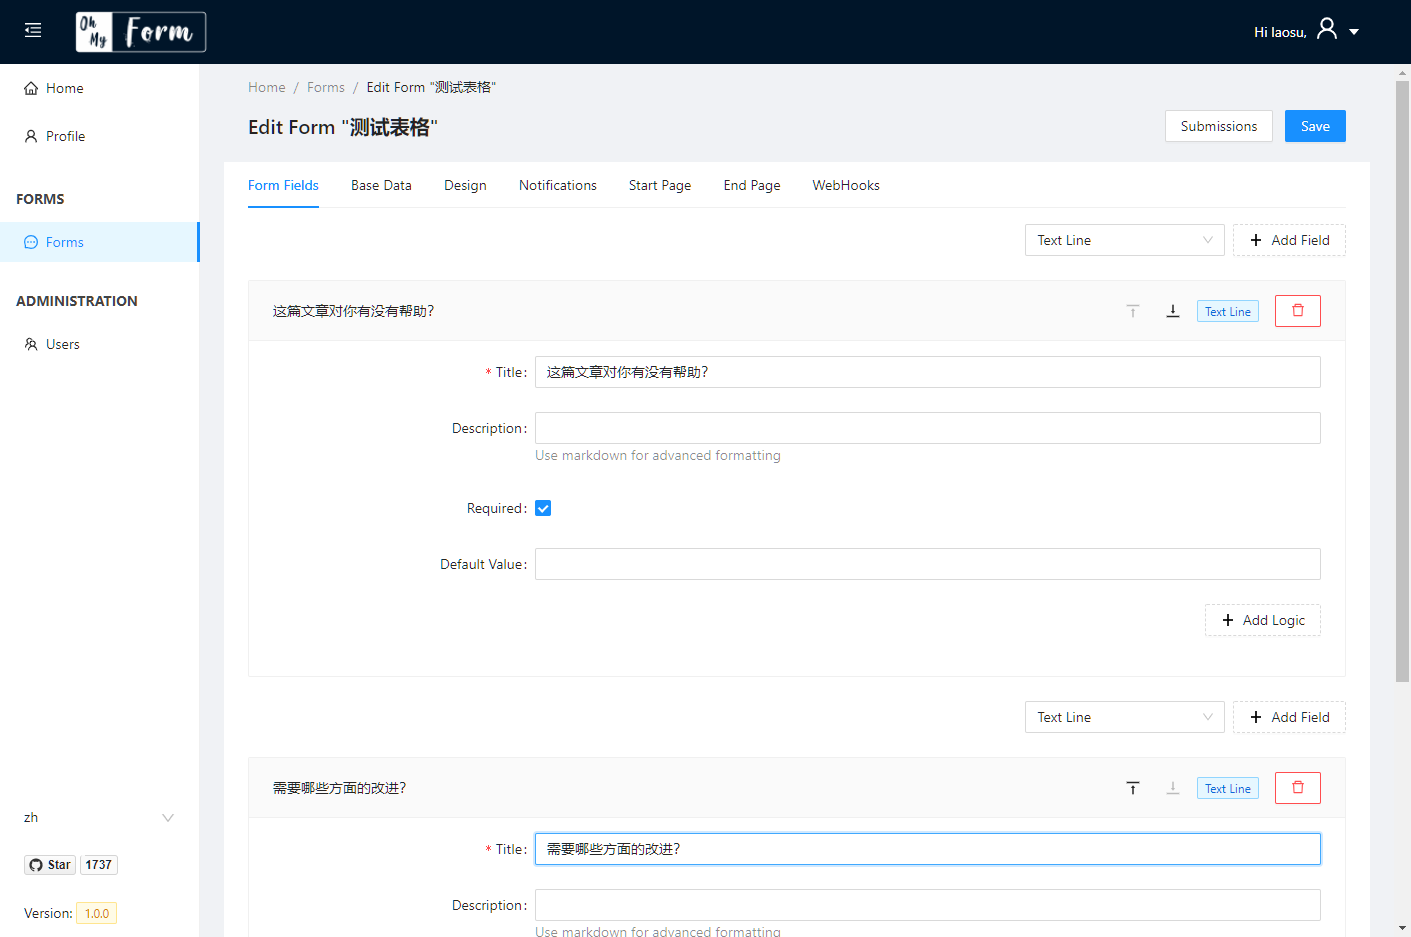 Oh My Form
Hi laosu,
Home
Profile
FORMS
Forms
ADMINISTRATION
Users
zh
Star 1737
Version: 1.0.0
Home / Forms / Edit Form "测试表格"
Edit Form "测试表格"
Submissions
Save
Form Fields
Base Data
Design
Notifications
Start Page
End Page
WebHooks
Text Line
+ Add Field
这篇文章对你有没有帮助?
Text Line
* Title: 这篇文章对你有没有帮助?
Description:
Use markdown for advanced formatting
Required:
Default Value:
+ Add Logic
Text Line
+ Add Field
需要哪些方面的改进?
Text Line
* Title: 需要哪些方面的改进?
Description:
Use markdown for advanced formatting